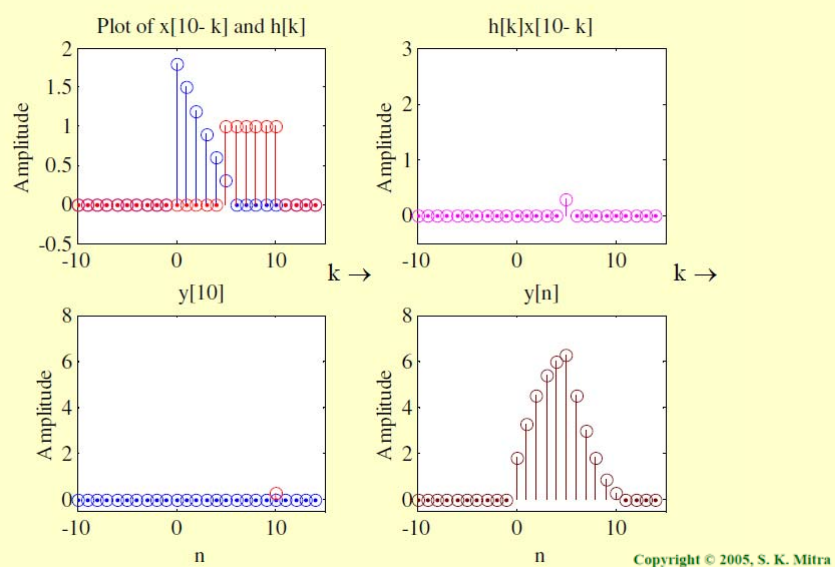 Plot of x[10- k] and h[k]
2
1.5
1
0.5
0
-0.5
Amplitude
-10 0 10
k →
h[k]x[10- k]
3
2
1
0
Amplitude
-10 0 10
k →
y[10]
8
6
4
2
0
Amplitude
-10 0 10
n
y[n]
8
6
4
2
0
Amplitude
-10 0 10
n
Copyright © 2005, S. K. Mitra